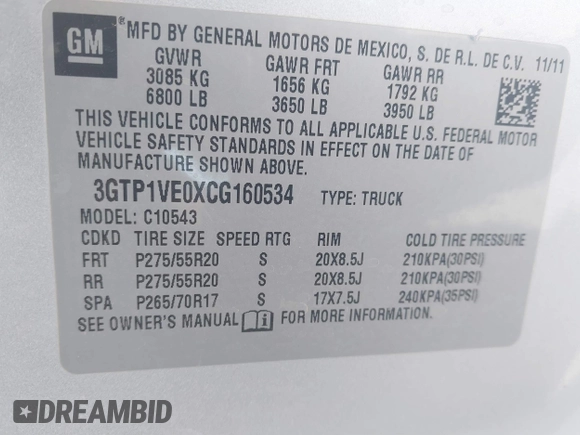 GM
MFD BY GENERAL MOTORS DE MEXICO, S. DE R.L. DE C.V. 11/11
GVWR GAWR FRT GAWR RR
3085 KG 1656 KG 1792 KG
6800 LB 3650 LB 3950 LB
THIS VEHICLE CONFORMS TO ALL APPLICABLE U.S. FEDERAL MOTOR
VEHICLE SAFETY STANDARDS IN EFFECT ON THE DATE OF
MANUFACTURE SHOWN ABOVE.
3GTP1VE0XCG160534 TYPE: TRUCK
MODEL: C10543
CDKD TIRE SIZE SPEED RTG RIM COLD TIRE PRESSURE
FRT P275/55R20 S 20X8.5J 210KPA(30PSI)
RR P275/55R20 S 20X8.5J 210KPA(30PSI)
SPA P265/70R17 S 17X7.5J 240KPA(35PSI)
SEE OWNER'S MANUAL FOR MORE INFORMATION.
DREAMBID